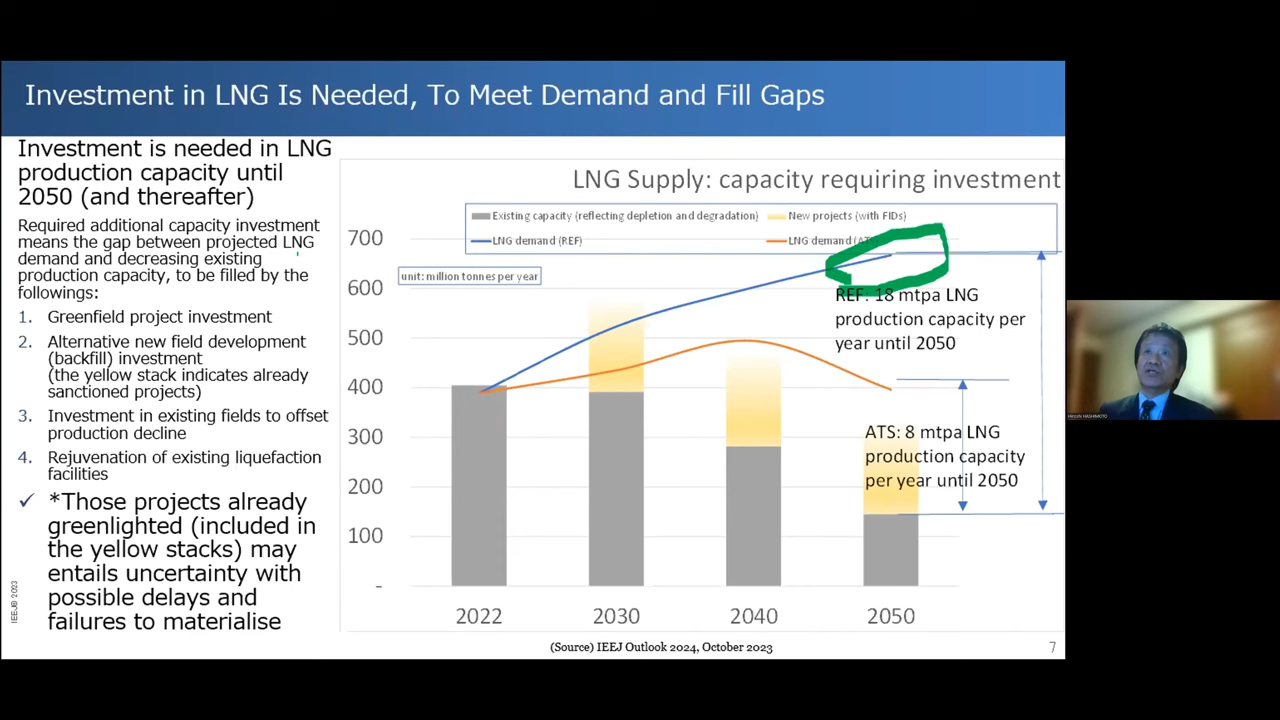 Investment in LNG Is Needed, To Meet Demand and Fill Gaps
Investment is needed in LNG
production capacity until
2050 (and thereafter)
Required additional capacity investment
means the gap between projected LNG
demand and decreasing existing
production capacity, to be filled by the
followings:
1. Greenfield project investment
2. Alternative new field development
(backfill) investment
(the yellow stack indicates already
sanctioned projects)
3. Investment in existing fields to offset
production decline
4. Rejuvenation of existing liquefaction
facilities
✓ *Those projects already
greenlighted (included in
the yellow stacks) may
entails uncertainty with
possible delays and
failures to materialise
IEEJ© 2023
LNG Supply: capacity requiring investment
Existing capacity (reflecting depletion and degradation)
New projects (with FIDs)
LNG demand (REF)
LNG demand (ATS)
unit: million tonnes per year
700
600
500
400
300
200
100
-
2022
2030
2040
2050
REF: 18 mtpa LNG
production capacity per
year until 2050
ATS: 8 mtpa LNG
production capacity
per year until 2050
(Source) IEEJ Outlook 2024, October 2023
7
Hiroshi HASHIMOTO